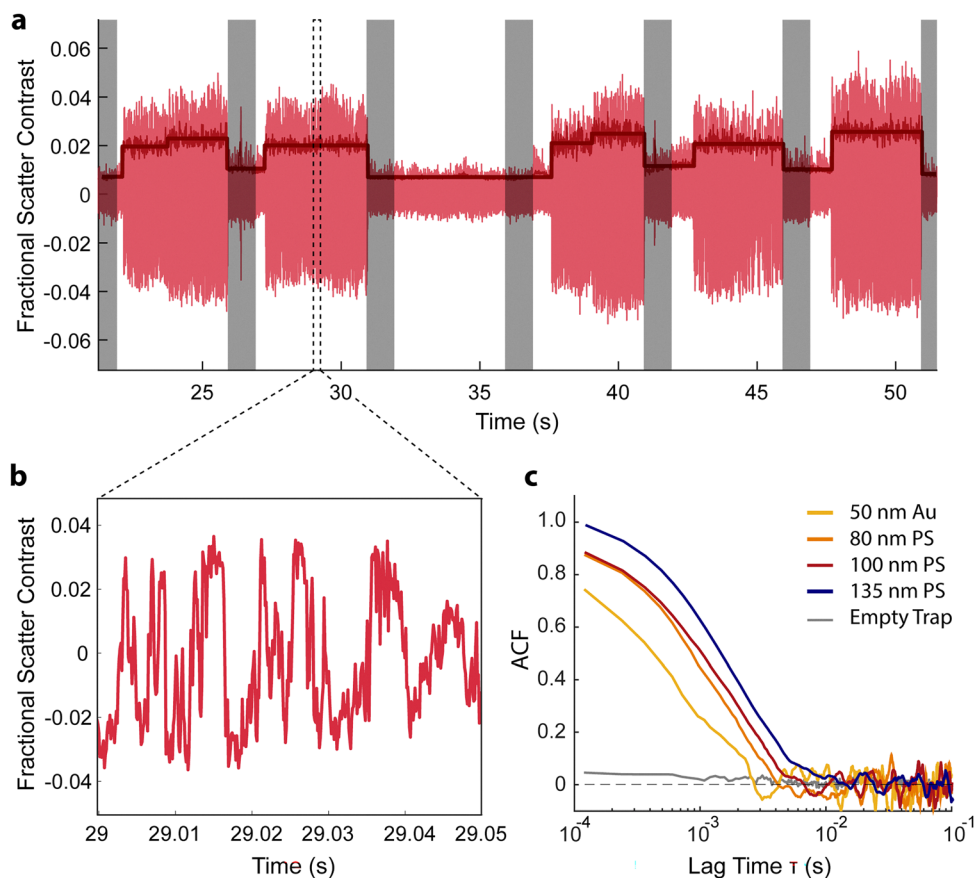 a
Fractional Scatter Contrast
0.06
0.04
0.02
0
-0.02
-0.04
-0.06
25 30 35 40 45 50
Time (s)
b
Fractional Scatter Contrast
0.04
0.02
0
-0.02
-0.04
29 29.01 29.02 29.03 29.04 29.05
Time (s)
c
ACF
1.0
0.8
0.6
0.4
0.2
0
50 nm Au
80 nm PS
100 nm PS
135 nm PS
Empty Trap
10⁻⁴ 10⁻³ 10⁻² 10⁻¹
Lag Time τ (s)